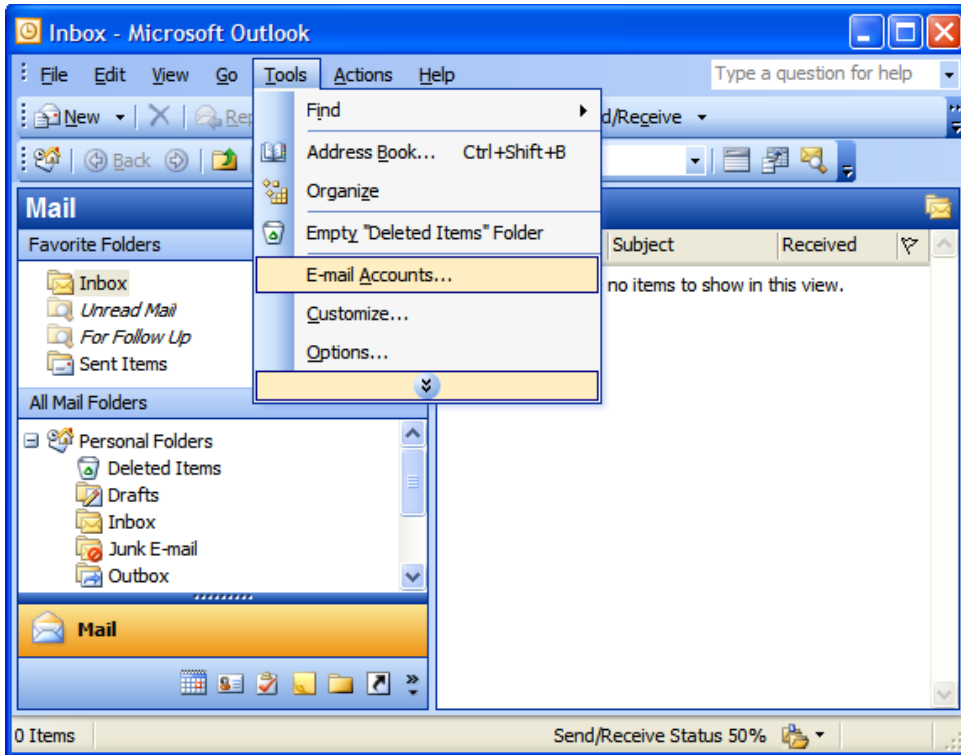 Inbox - Microsoft Outlook
File Edit View Go Tools Actions Help Type a question for help
New Rep d/Receive
Back
Find
Address Book... Ctrl+Shift+B
Organize
Empty "Deleted Items" Folder
E-mail Accounts...
Customize...
Options...
Mail
Favorite Folders
Inbox
Unread Mail
For Follow Up
Sent Items
All Mail Folders
Personal Folders
Deleted Items
Drafts
Inbox
Junk E-mail
Outbox
Mail
Subject Received
no items to show in this view.
0 Items Send/Receive Status 50%